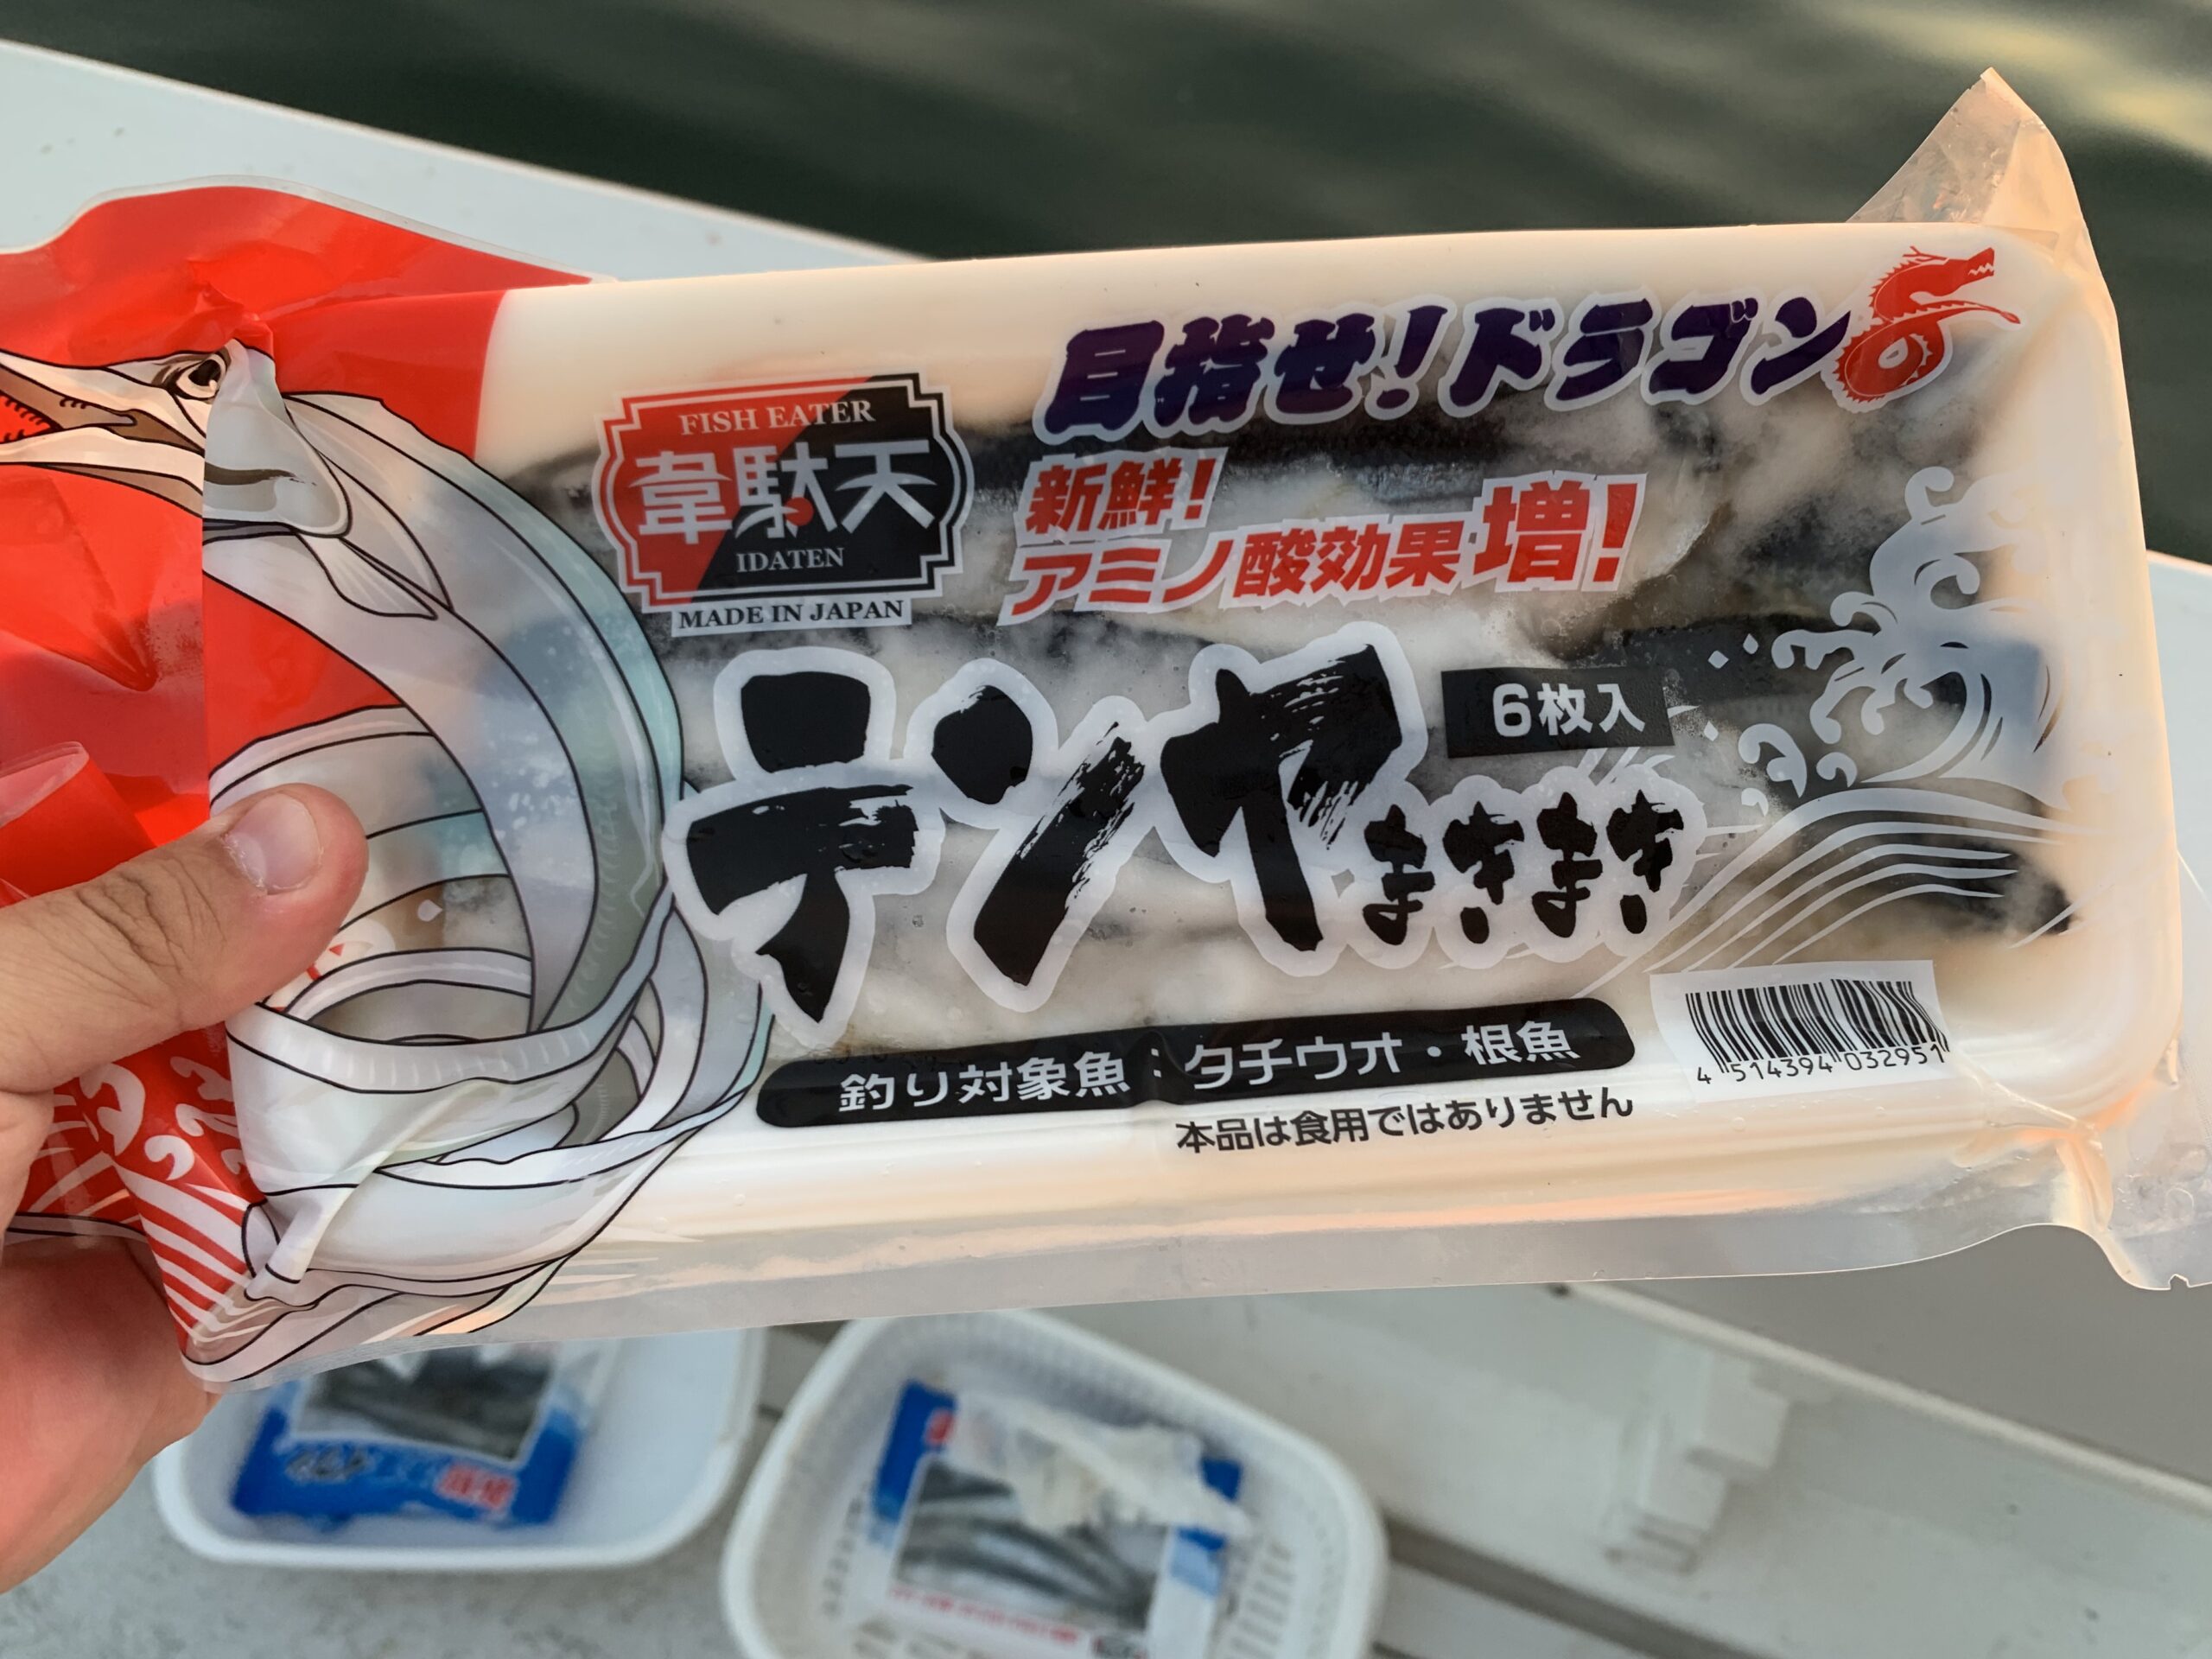 目指せ!ドラゴン
FISH EATER
韋駄天
IDATEN
MADE IN JAPAN
新鮮!
アミノ酸効果増!
テンヤまきまき
6枚入
釣り対象魚：タチウオ・根魚
本品は食用ではありません
4 514394 032951